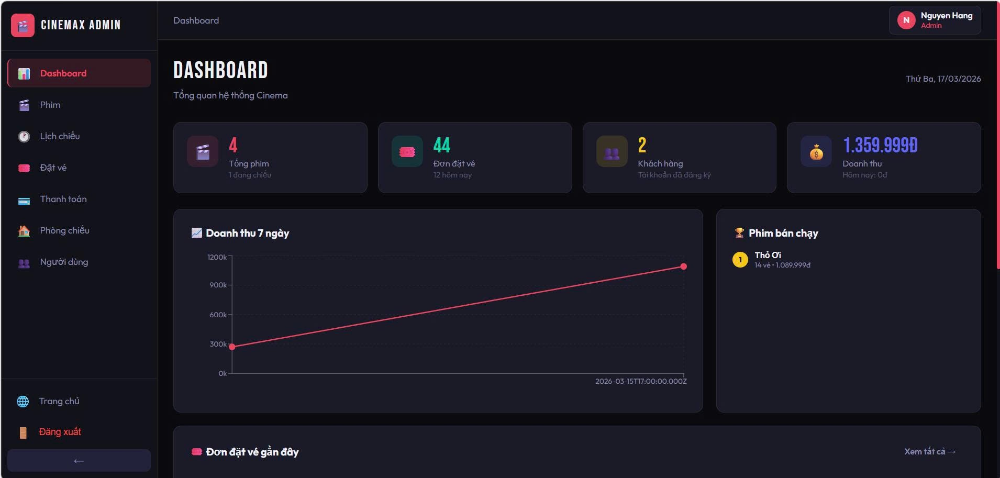 CINEMAX ADMIN
Dashboard
Phim
Lịch chiếu
Đặt vé
Thanh toán
Phòng chiếu
Người dùng
Trang chủ
Đăng xuất
←
Dashboard
N
Nguyen Hang
Admin
DASHBOARD
Tổng quan hệ thống Cinema
Thứ Ba, 17/03/2026
4
Tổng phim
1 đang chiếu
44
Đơn đặt vé
12 hôm nay
2
Khách hàng
Tài khoản đã đăng ký
1.359.999Đ
Doanh thu
Hôm nay: 0đ
Doanh thu 7 ngày
1200k
900k
600k
300k
0k
2026-03-15T17:00:00.000Z
Phim bán chạy
1
Thỏ Ơi
14 vé • 1.089.999đ
Đơn đặt vé gần đây
Xem tất cả →